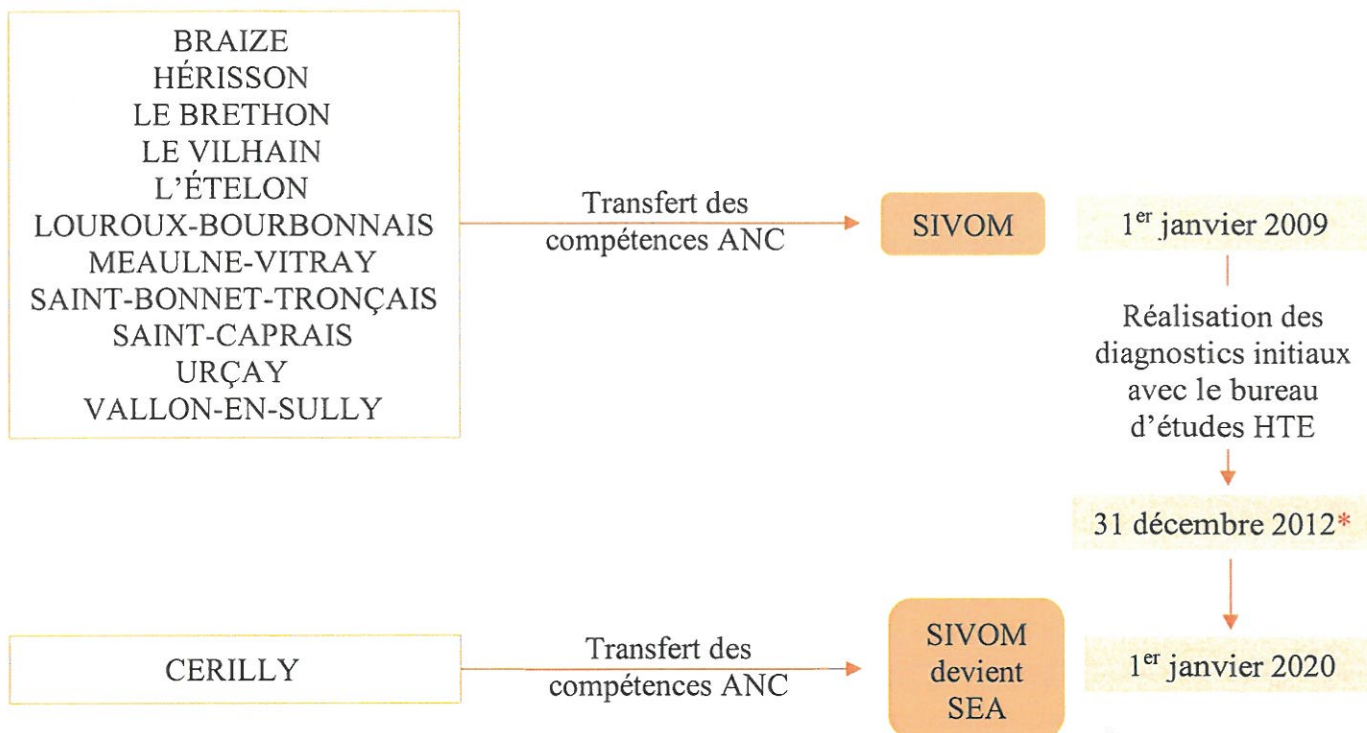 BRAIZE
HÉRISSON
LE BRETHON
LE VILHAIN
L'ÉTELON
LOUROUX-BOURBONNAIS
MEAULNE-VITRAY
SAINT-BONNET-TRONÇAIS
SAINT-CAPRAIS
URÇAY
VALLON-EN-SULLY
Transfert des
compétences ANC
SIVOM
1er janvier 2009
Réalisation des
diagnostics initiaux
avec le bureau
d'études HTE
31 décembre 2012*
CERILLY
Transfert des
compétences ANC
SIVOM
devient
SEA
1er janvier 2020